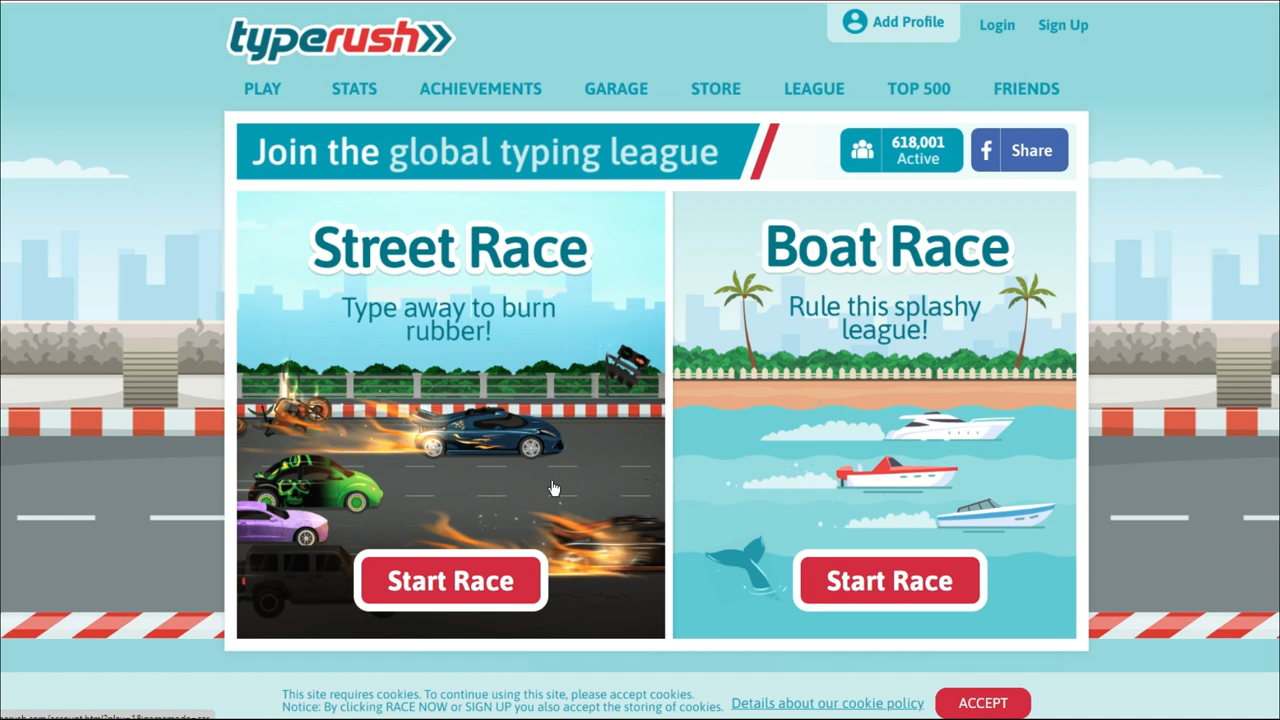 typerush
Add Profile
Login
Sign Up
PLAY
STATS
ACHIEVEMENTS
GARAGE
STORE
LEAGUE
TOP 500
FRIENDS
Join the global typing league
618,001
Active
f
Share
Street Race
Type away to burn
rubber!
Start Race
Boat Race
Rule this splashy
league!
Start Race
This site requires cookies. To continue using this site, please accept cookies.
Notice: By clicking RACE NOW or SIGN UP you also accept the storing of cookies.
Details about our cookie policy
ACCEPT